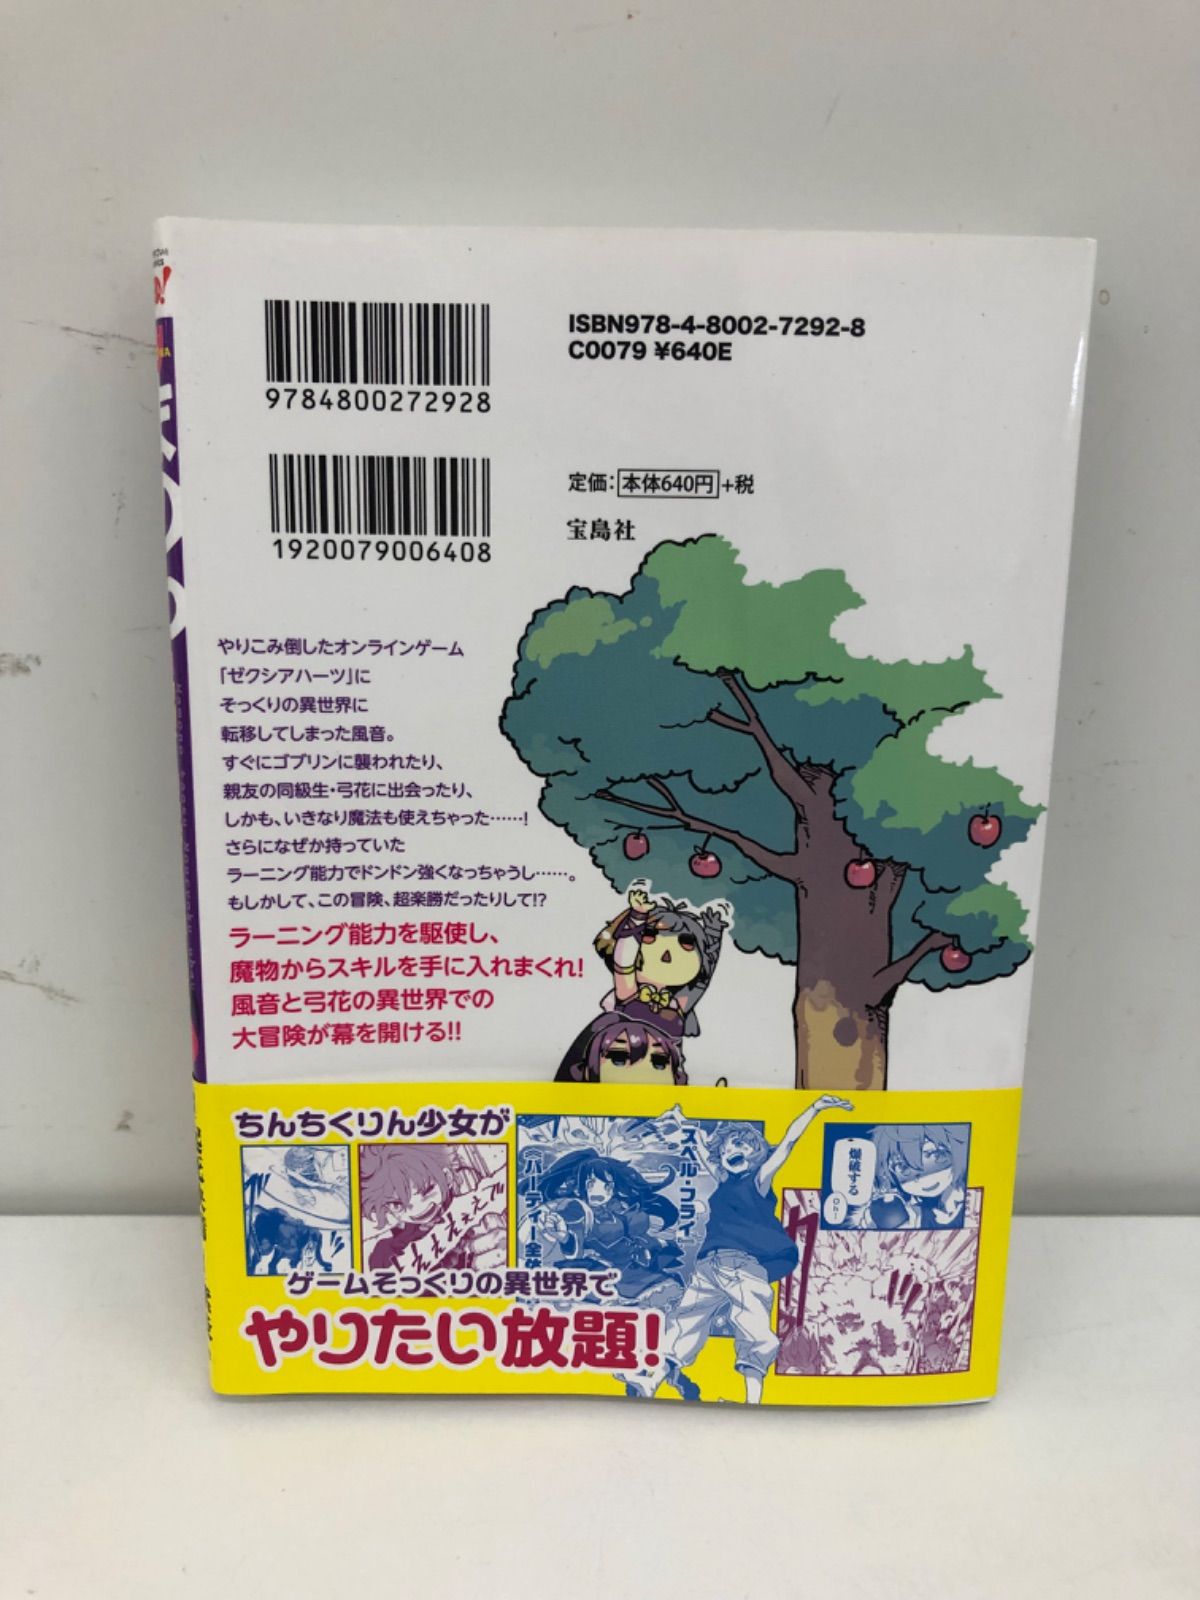 ISBN978-4-8002-7292-8
C0079 ¥640E
9784800272928
1920079006408
定価：本体640円+税
宝島社
やりこみ倒したオンラインゲーム
「ゼクシアハーツ」に
そっくりの異世界に
転移してしまった風音。
すぐにゴブリンに襲われたり、
親友の同級生・弓花に出会ったり、
しかも、いきなり魔法も使えちゃった……！
さらになぜか持っていた
ラーニング能力でドンドン強くなっちゃうし……。
もしかして、この冒険、超楽勝だったりして!?
ラーニング能力を駆使し、
魔物からスキルを手に入れまくれ!
風音と弓花の異世界での
大冒険が幕を開ける!!
ちんちくりん少女が
スペル・フライ
爆破する
ゲームそっくりの異世界で
やりたい放題!